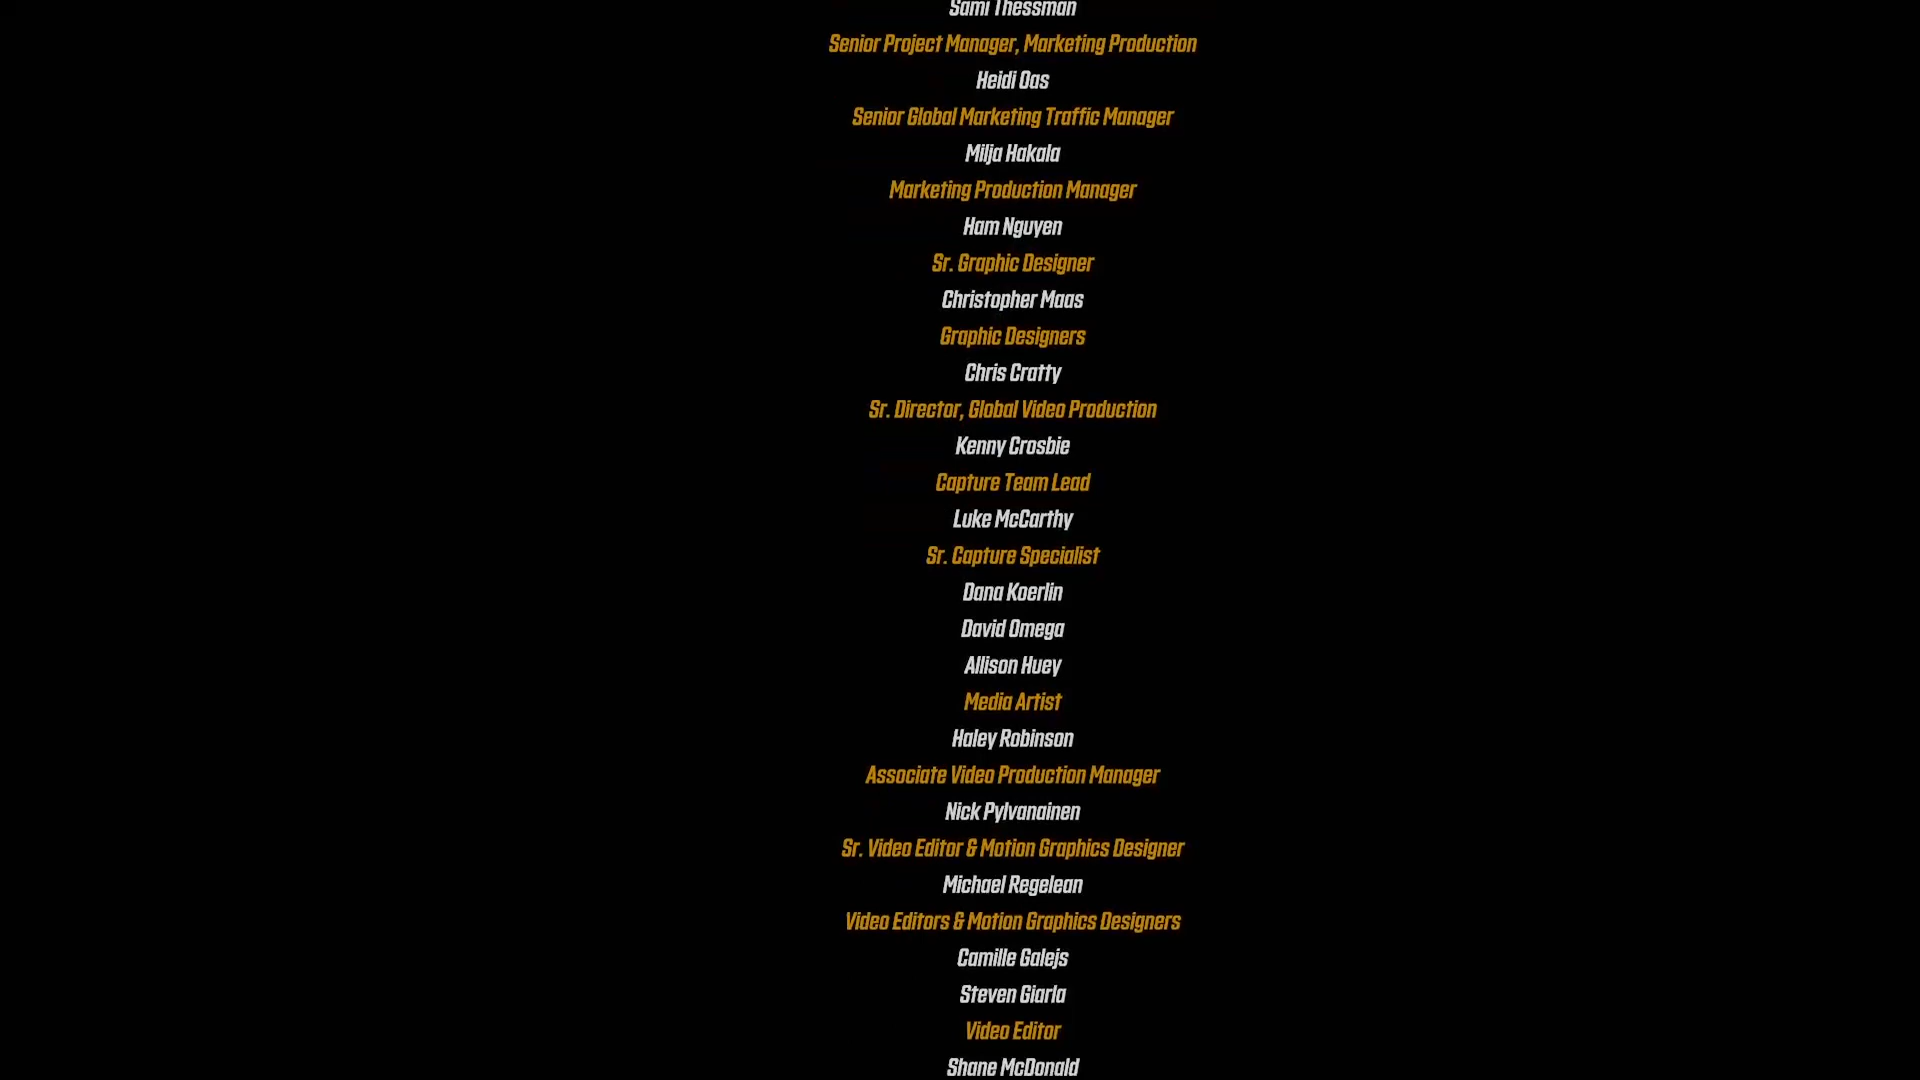 Sami Thessman
Senior Project Manager, Marketing Production
Heidi Oas
Senior Global Marketing Traffic Manager
Milja Hakala
Marketing Production Manager
Ham Nguyen
Sr. Graphic Designer
Christopher Maas
Graphic Designers
Chris Cratty
Sr. Director, Global Video Production
Kenny Crosbie
Capture Team Lead
Luke McCarthy
Sr. Capture Specialist
Dana Koerlin
David Omega
Allison Huey
Media Artist
Haley Robinson
Associate Video Production Manager
Nick Pylvanainen
Sr. Video Editor & Motion Graphics Designer
Michael Regelean
Video Editors & Motion Graphics Designers
Camille Galejs
Steven Giarla
Video Editor
Shane McDonald